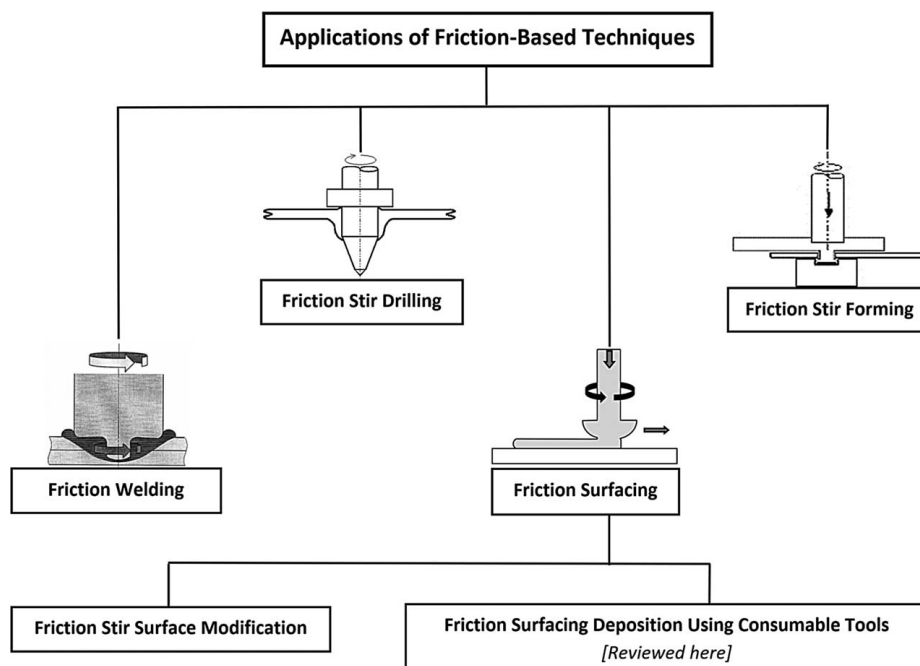 Applications of Friction-Based Techniques
Friction Stir Drilling
Friction Stir Forming
Friction Welding
Friction Surfacing
Friction Stir Surface Modification
Friction Surfacing Deposition Using Consumable Tools
[Reviewed here]